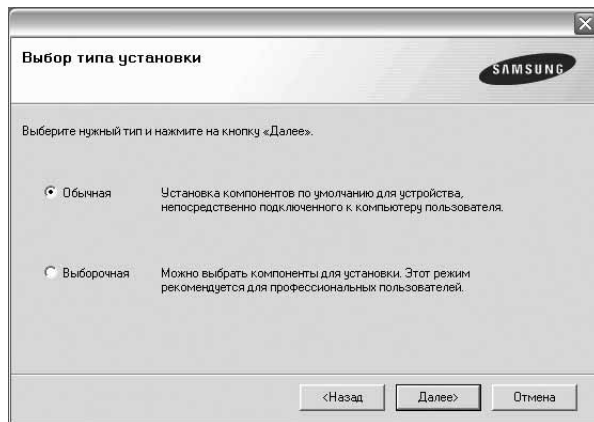 Выбор типа установки
SAMSUNG
Выберите нужный тип и нажмите на кнопку «Далее».
Обычная
Установка компонентов по умолчанию для устройства,
непосредственно подключенного к компьютеру пользователя.
Выборочная
Можно выбрать компоненты для установки. Этот режим
рекомендуется для профессиональных пользователей.
<Назад
Далее>
Отмена